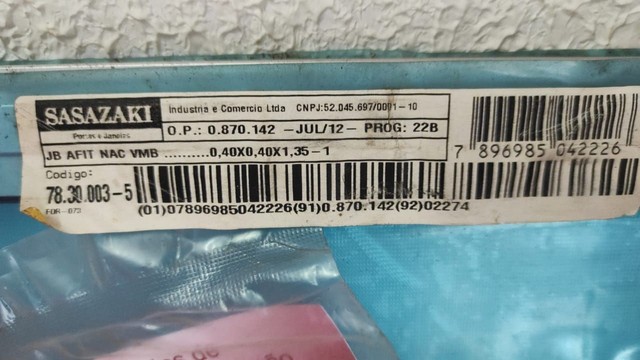 SASAZAKI
Portas e Janelas
Industria e Comercio Ltda CNPJ:52.045.697/0001-10
O.P.: 0.870.142 -JUL/12- PROG: 22B
JB AFIT NAC VMB ..........0,40X0,40X1,35-1
7 896985 042226
Codigo:
78.30.003-5
FOR-073
(01)07896985042226(91)0.870.142(92)02274
de